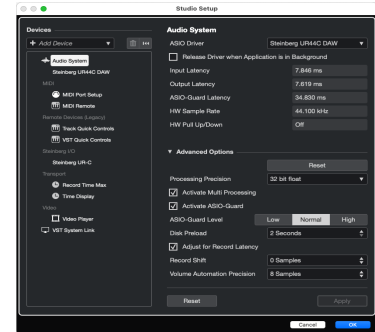 Studio Setup
Devices
+ Add Device
Audio System
Steinberg UR44C DAW
MIDI
MIDI Port Setup
MIDI Remote
Remote Devices (Legacy)
Track Quick Controls
VST Quick Controls
Steinberg I/O
Steinberg UR-C
Transport
Record Time Max
Time Display
Video
Video Player
VST System Link
Audio System
ASIO Driver Steinberg UR44C DAW
Release Driver when Application is in Background
Input Latency 7.846 ms
Output Latency 7.619 ms
ASIO-Guard Latency 34.830 ms
HW Sample Rate 44.100 kHz
HW Pull Up/Down Off
Advanced Options
Reset
Processing Precision 32 bit float
Activate Multi Processing
Activate ASIO-Guard
ASIO-Guard Level Low Normal High
Disk Preload 2 Seconds
Adjust for Record Latency
Record Shift 0 Samples
Volume Automation Precision 8 Samples
Reset Apply
Cancel OK